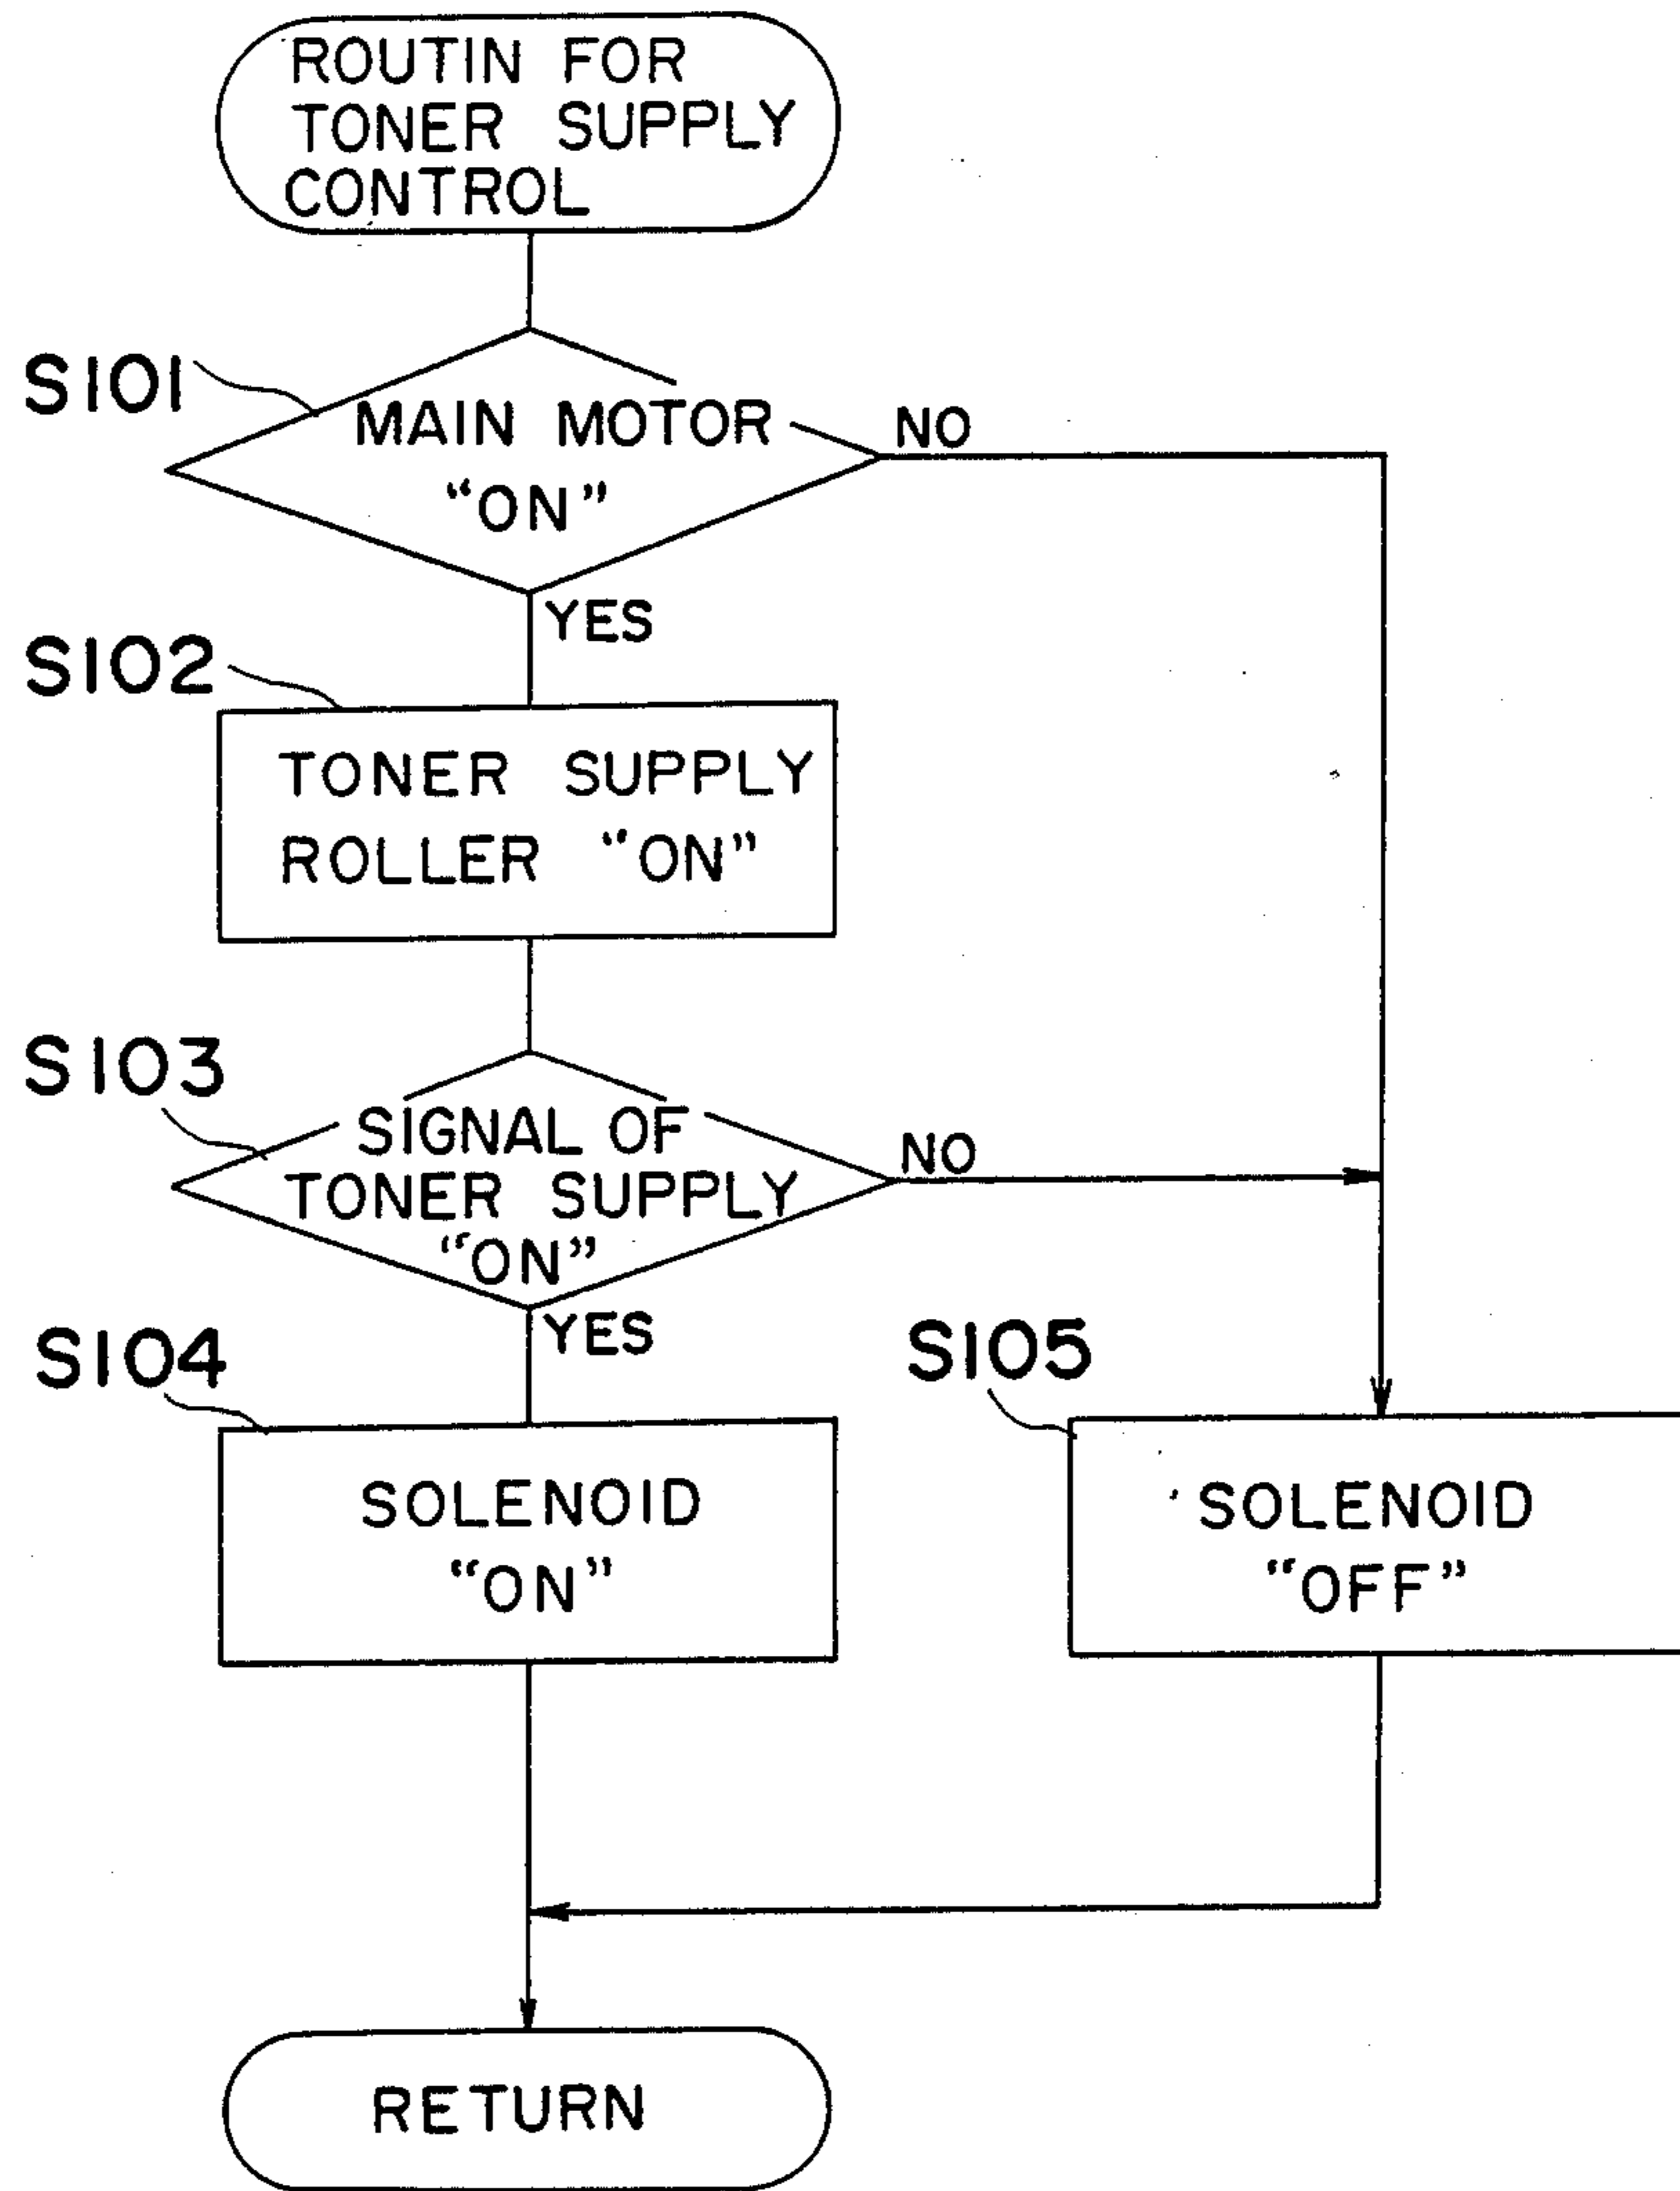 ROUTIN FOR
TONER SUPPLY
CONTROL
S101
MAIN MOTOR
"ON"
NO
YES
S102
TONER SUPPLY
ROLLER "ON"
S103
SIGNAL OF
TONER SUPPLY
"ON"
NO
YES
S104
SOLENOID
"ON"
S105
SOLENOID
"OFF"
RETURN